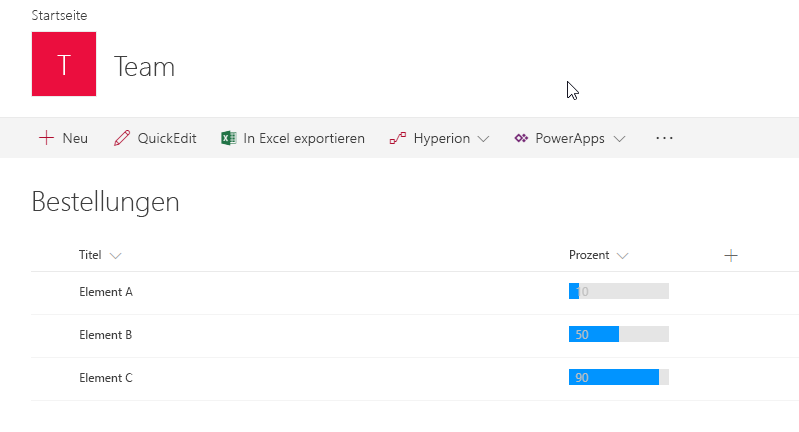 Startseite
T
Team
Neu QuickEdit In Excel exportieren Hyperion PowerApps ···
Bestellungen
Titel Prozent
Element A 10
Element B 50
Element C 90